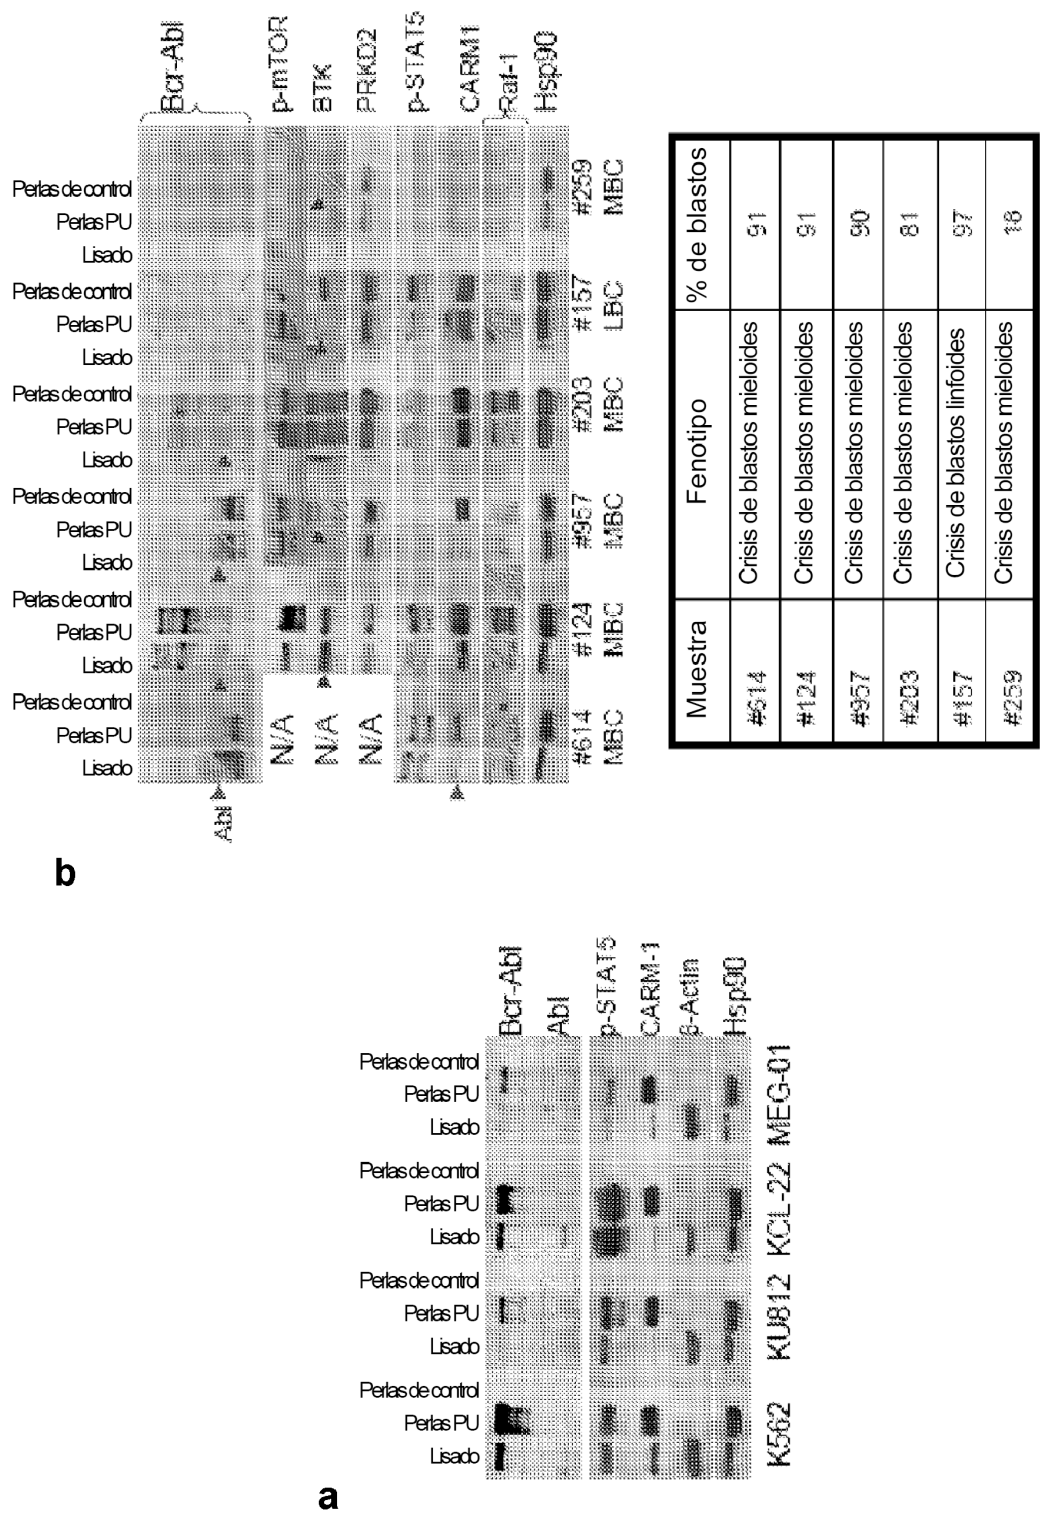 Bcr-Abl
p-mTOR
BTK
PRKD2
p-STAT5
CARM1
Raf-1
Hsp90
Perlas de control
Perlas PU
Lisado
#259
MBC
Perlas de control
Perlas PU
Lisado
#157
LBC
Perlas de control
Perlas PU
Lisado
#203
MBC
Perlas de control
Perlas PU
Lisado
#957
MBC
Perlas de control
Perlas PU
Lisado
#124
MBC
Perlas de control
Perlas PU
Lisado
N/A
N/A
N/A
#614
MBC
Abl
Muestra Fenotipo % de blastos
#614 Crisis de blastos mieloides 91
#124 Crisis de blastos mieloides 91
#957 Crisis de blastos mieloides 90
#203 Crisis de blastos mieloides 81
#157 Crisis de blastos linfoides 97
#259 Crisis de blastos mieloides 18
b
Bcr-Abl
Abl
p-STAT5
CARM-1
β-Actin
Hsp90
Perlas de control
Perlas PU
Lisado
MEG-01
Perlas de control
Perlas PU
Lisado
KCL-22
Perlas de control
Perlas PU
Lisado
KU812
Perlas de control
Perlas PU
Lisado
K562
a